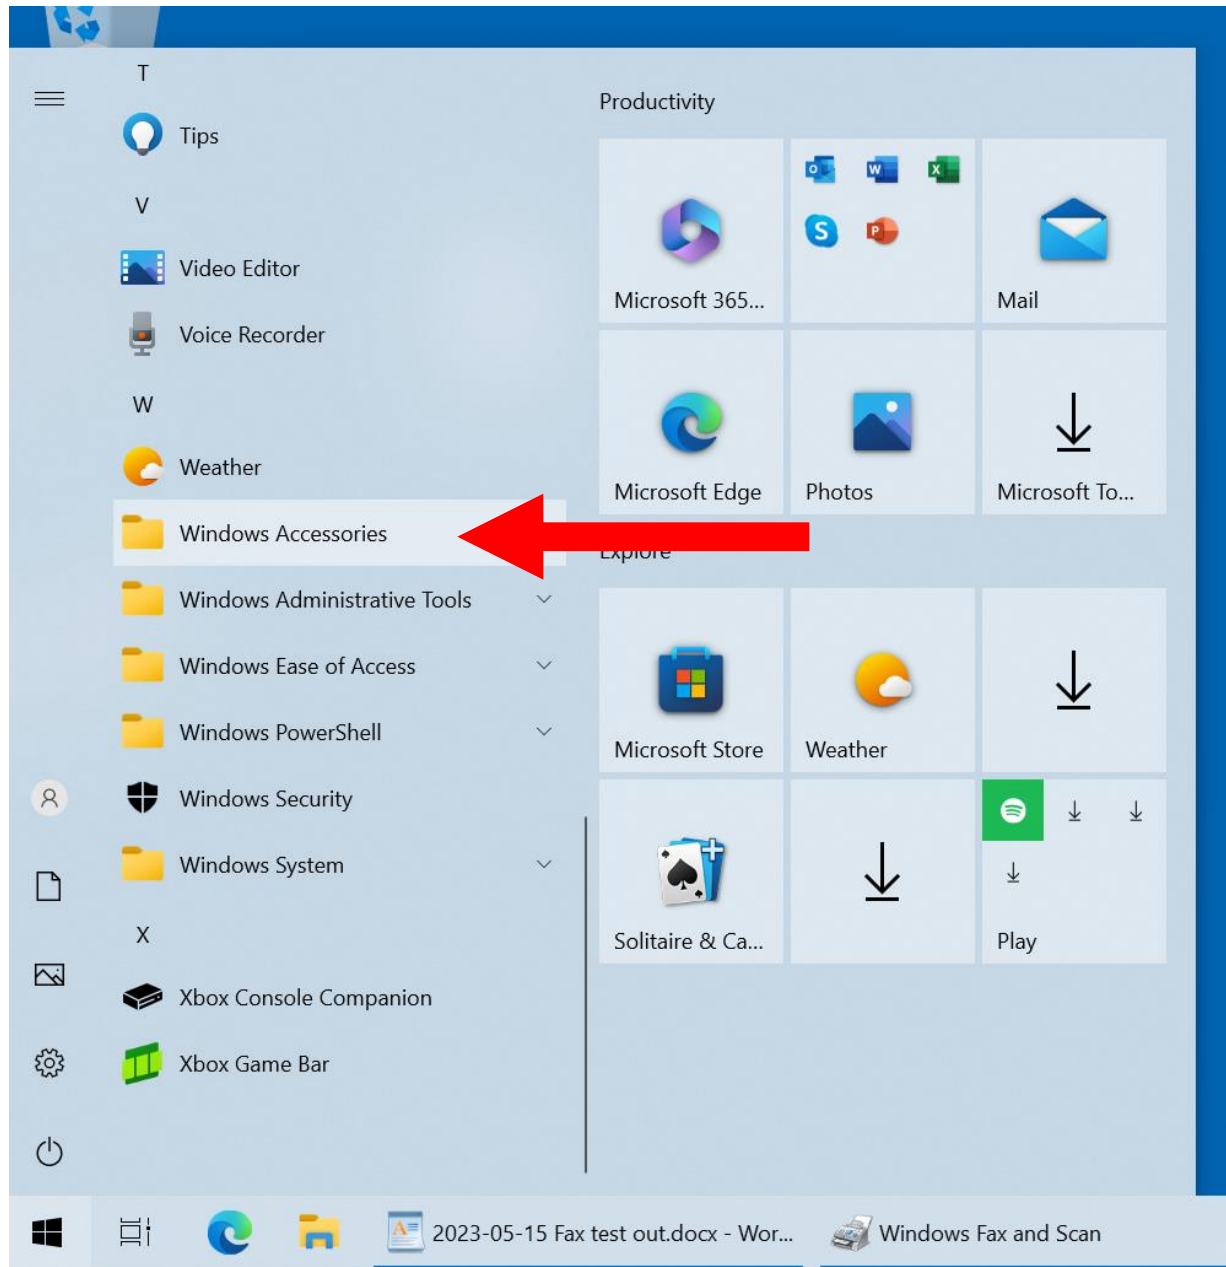 T
Tips
V
Video Editor
Voice Recorder
W
Weather
Windows Accessories
Windows Administrative Tools
Windows Ease of Access
Windows PowerShell
Windows Security
Windows System
X
Xbox Console Companion
Xbox Game Bar
Productivity
Microsoft 365...
Mail
Microsoft Edge
Photos
Microsoft To...
Explore
Microsoft Store
Weather
Solitaire & Ca...
Play
2023-05-15 Fax test out.docx - Wor...
Windows Fax and Scan